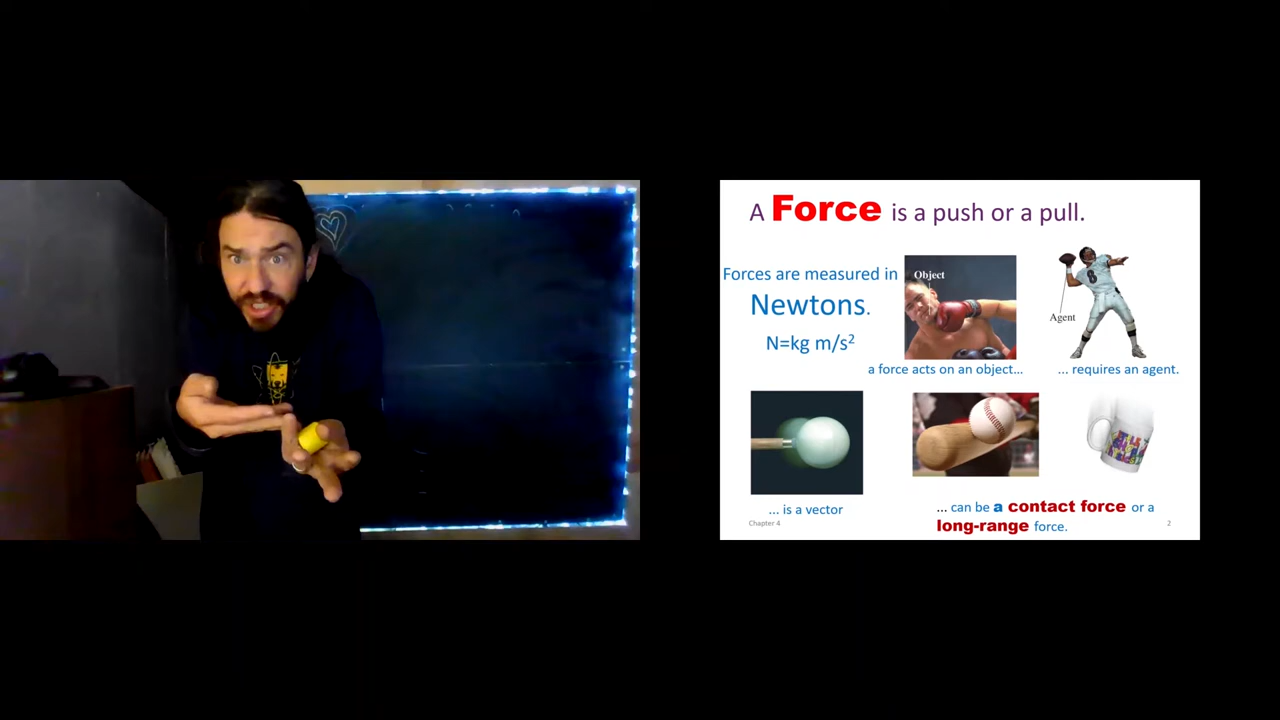 A Force is a push or a pull.
Forces are measured in
Newtons.
N=kg m/s²
Object
a force acts on an object...
Agent
... requires an agent.
... is a vector
... can be a contact force or a
long-range force.
Chapter 4
2